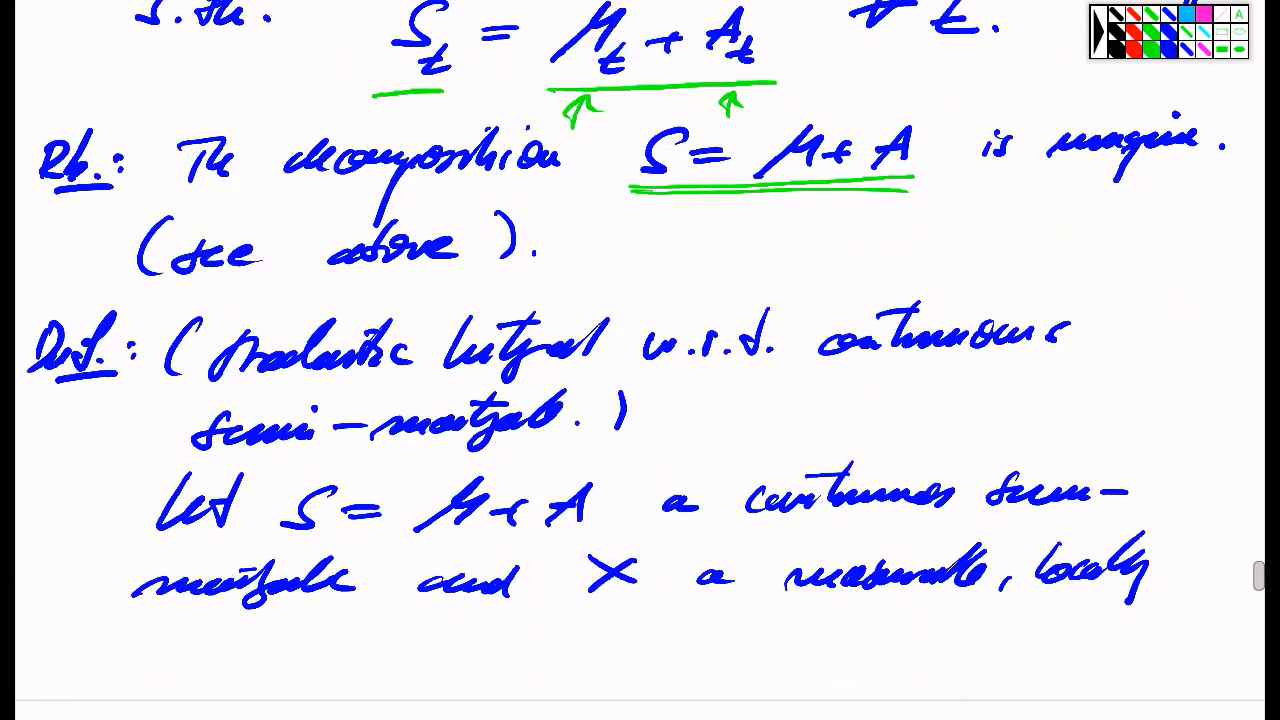 s.th. S_t = M_t + A_t ∀ t.
Rk.: The decomposition S = M + A is unique.
(see above).
Def.: (stochastic integral w.r.t. continuous
semi-martingale.)
Let S = M + A a continuous semi-
martingale and X a measurable, locally